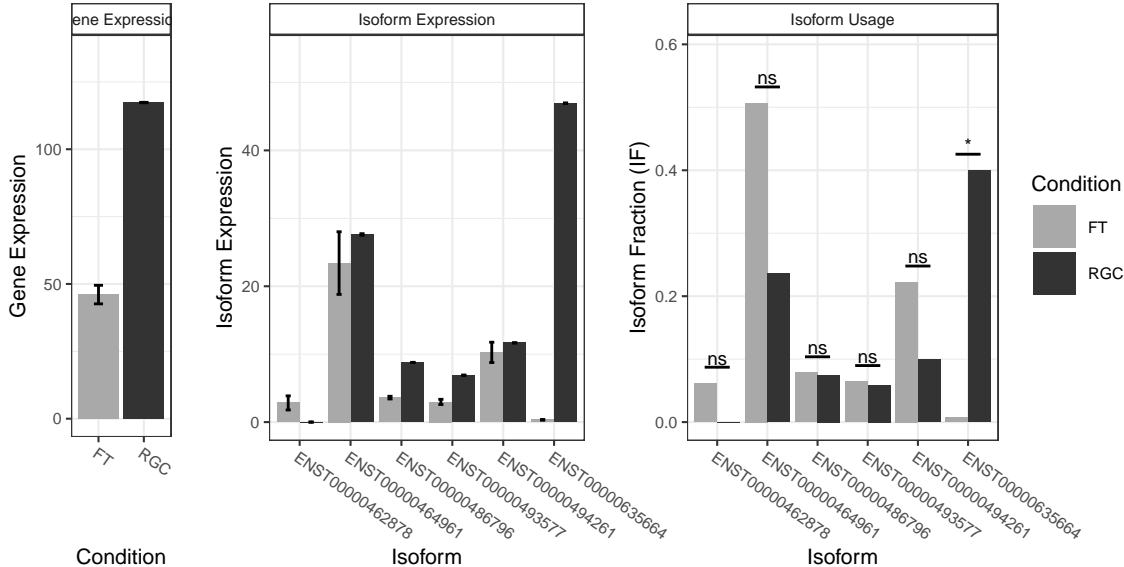 ene Expressio
Isoform Expression
Isoform Usage
Gene Expression
100
50
0
FT
RGC
Condition
Isoform Expression
40
20
0
ENST00000462878
ENST00000464961
ENST00000486796
ENST00000493577
ENST00000494261
ENST00000635664
Isoform
Isoform Fraction (IF)
0.6
0.4
0.2
0.0
ns
ns
ns
ns
ns
*
ENST00000462878
ENST00000464961
ENST00000486796
ENST00000493577
ENST00000494261
ENST00000635664
Isoform
Condition
FT
RGC